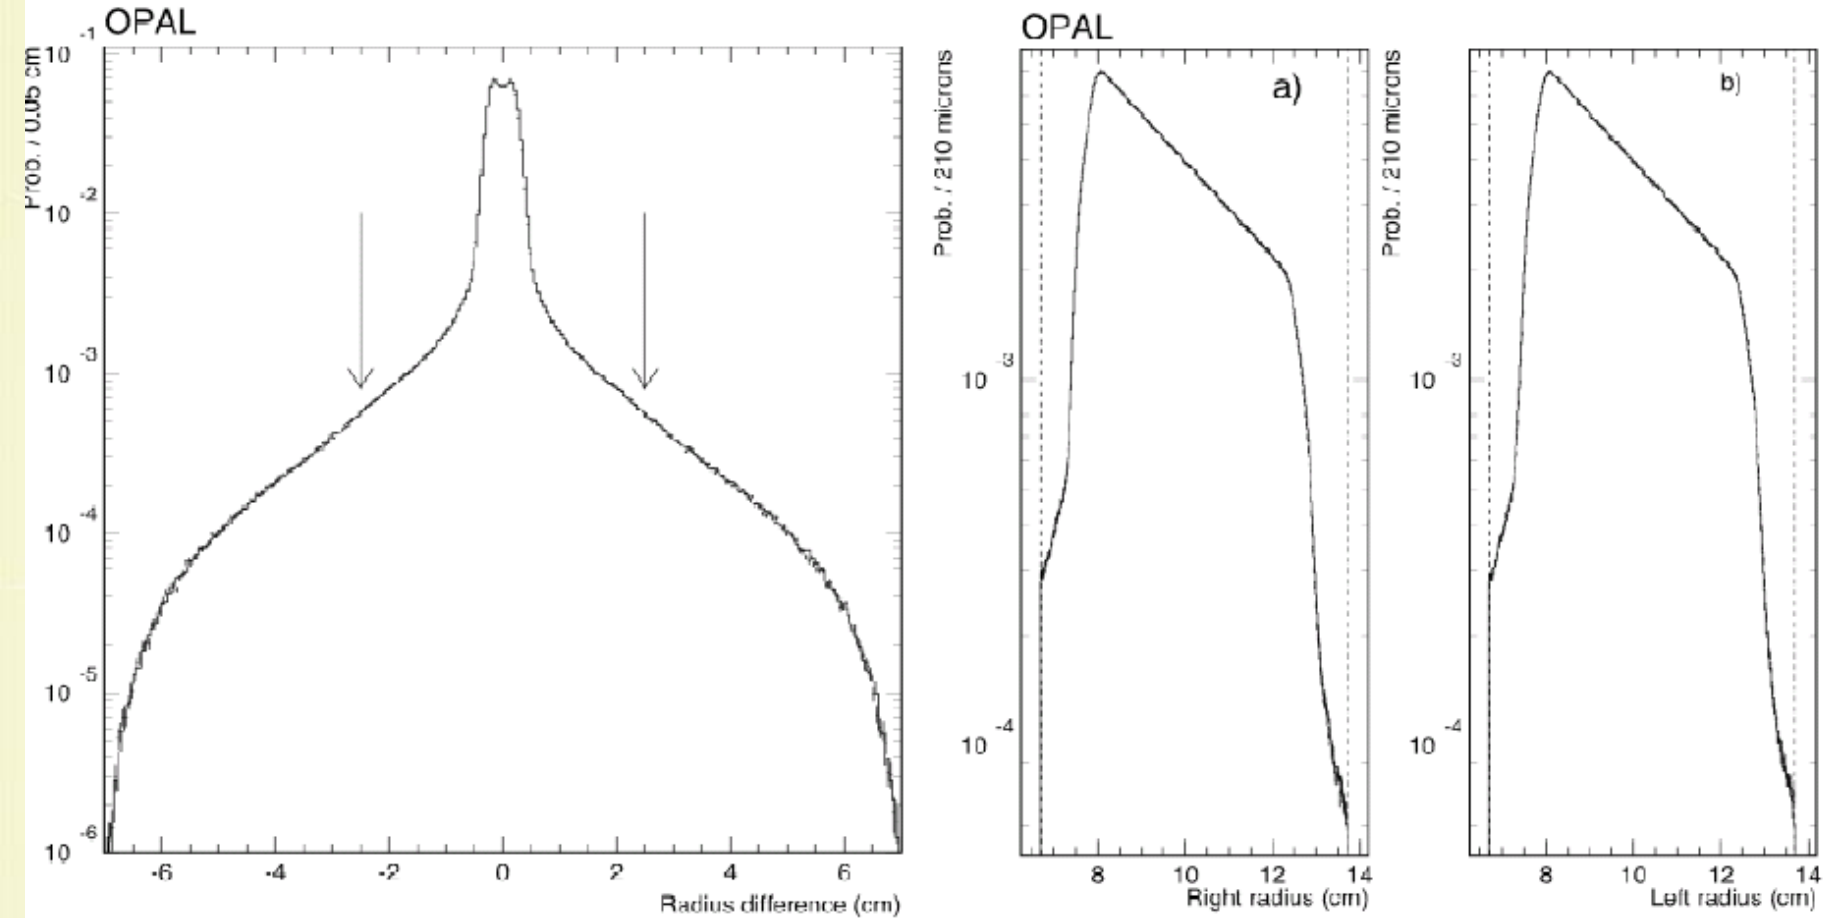 OPAL
Prob. / 0.05 cm
10 -1
10 -2
10 -3
10 -4
10 -5
10 -6
-6 -4 -2 0 2 4 6
Radius difference (cm)
OPAL
Prob. / 210 microns
a)
10 -3
10 -4
8 10 12 14
Right radius (cm)
Prob. / 210 microns
b)
10 -3
10 -4
8 10 12 14
Left radius (cm)